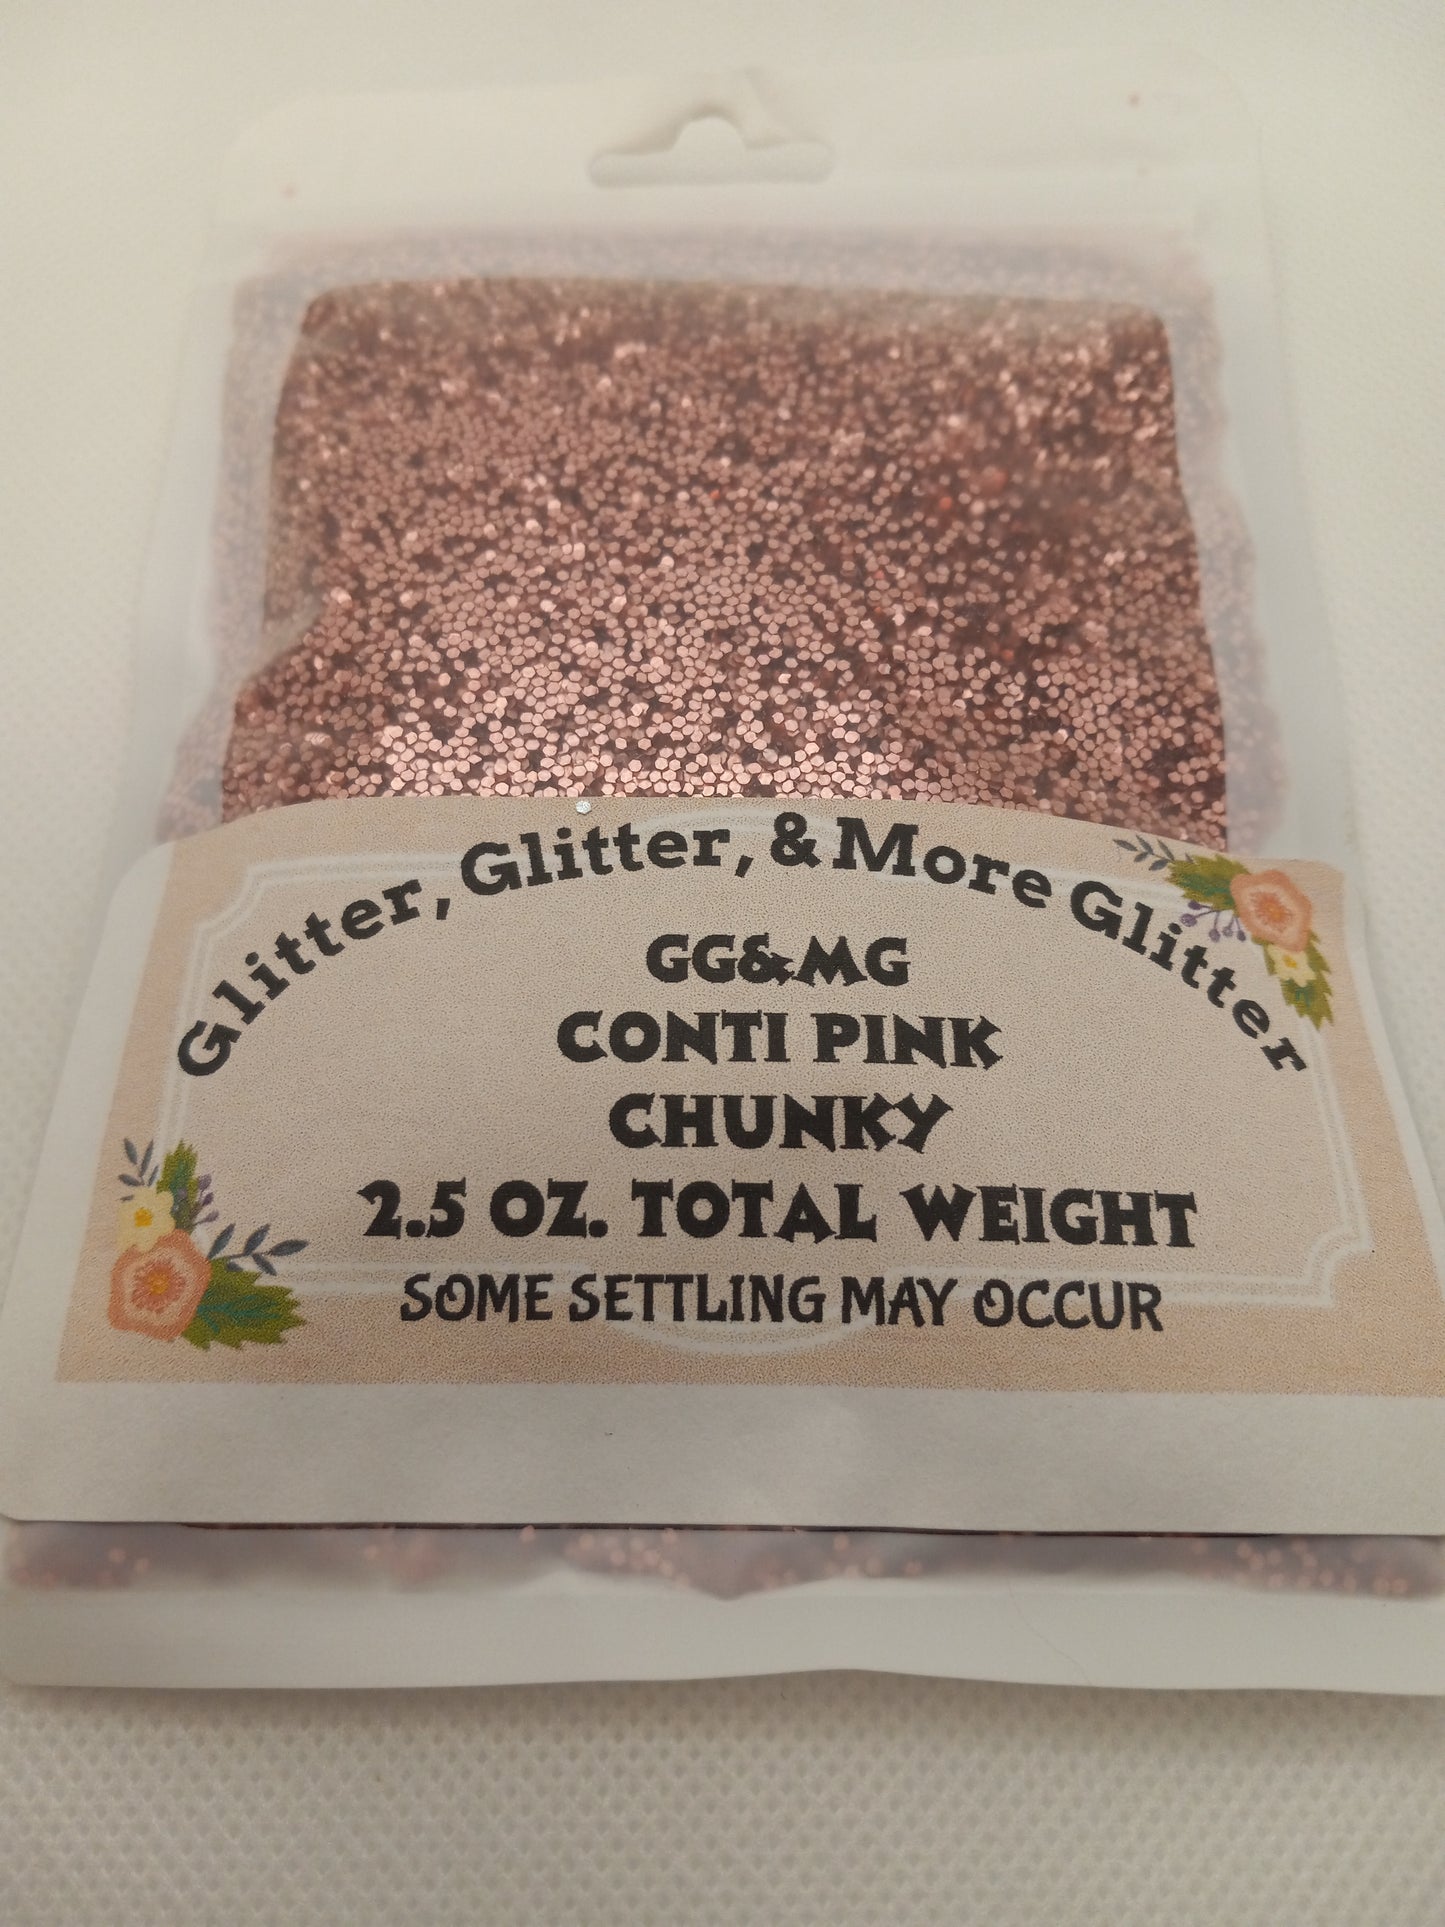 Glitter, Glitter, & More Glitter
GG&MG
CONTI PINK
CHUNKY
2.5 OZ. TOTAL WEIGHT
SOME SETTLING MAY OCCUR